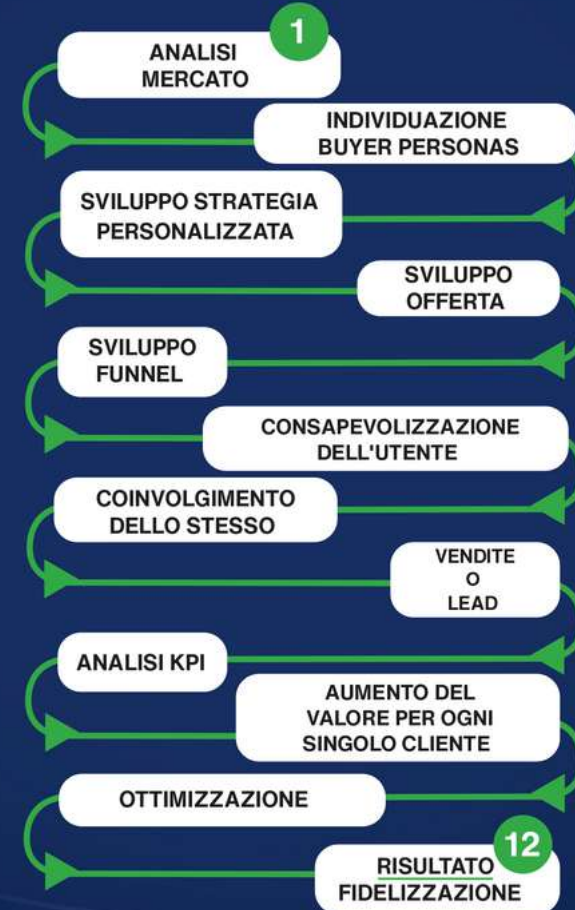 1
ANALISI
MERCATO
INDIVIDUAZIONE
BUYER PERSONAS
SVILUPPO STRATEGIA
PERSONALIZZATA
SVILUPPO
OFFERTA
SVILUPPO
FUNNEL
CONSAPEVOLIZZAZIONE
DELL'UTENTE
COINVOLGIMENTO
DELLO STESSO
VENDITE
O
LEAD
ANALISI KPI
AUMENTO DEL
VALORE PER OGNI
SINGOLO CLIENTE
OTTIMIZZAZIONE
12
RISULTATO
FIDELIZZAZIONE